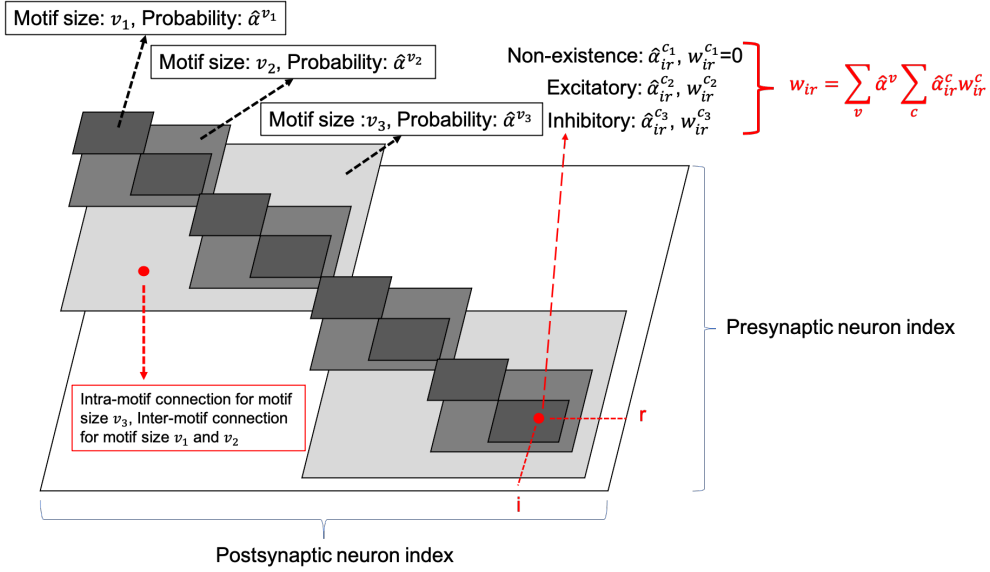 Motif size: v₁, Probability: α̂^{v₁}
Motif size: v₂, Probability: α̂^{v₂}
Motif size :v₃, Probability: α̂^{v₃}
Non-existence: α̂_{ir}^{c₁}, w_{ir}^{c₁}=0
Excitatory: α̂_{ir}^{c₂}, w_{ir}^{c₂}
Inhibitory: α̂_{ir}^{c₃}, w_{ir}^{c₃}
w_{ir} = ∑_v α̂^v ∑_c α̂_{ir}^c w_{ir}^c
Presynaptic neuron index
Intra-motif connection for motif
size v₃, Inter-motif connection
for motif size v₁ and v₂
r
i
Postsynaptic neuron index